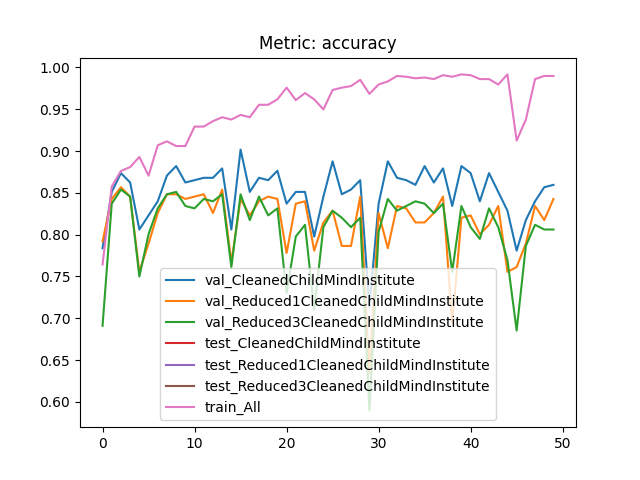 Metric: accuracy
1.00
0.95
0.90
0.85
0.80
0.75
0.70
0.65
0.60
val_CleanedChildMindInstitute
val_Reduced1CleanedChildMindInstitute
val_Reduced3CleanedChildMindInstitute
test_CleanedChildMindInstitute
test_Reduced1CleanedChildMindInstitute
test_Reduced3CleanedChildMindInstitute
train_All
0 10 20 30 40 50